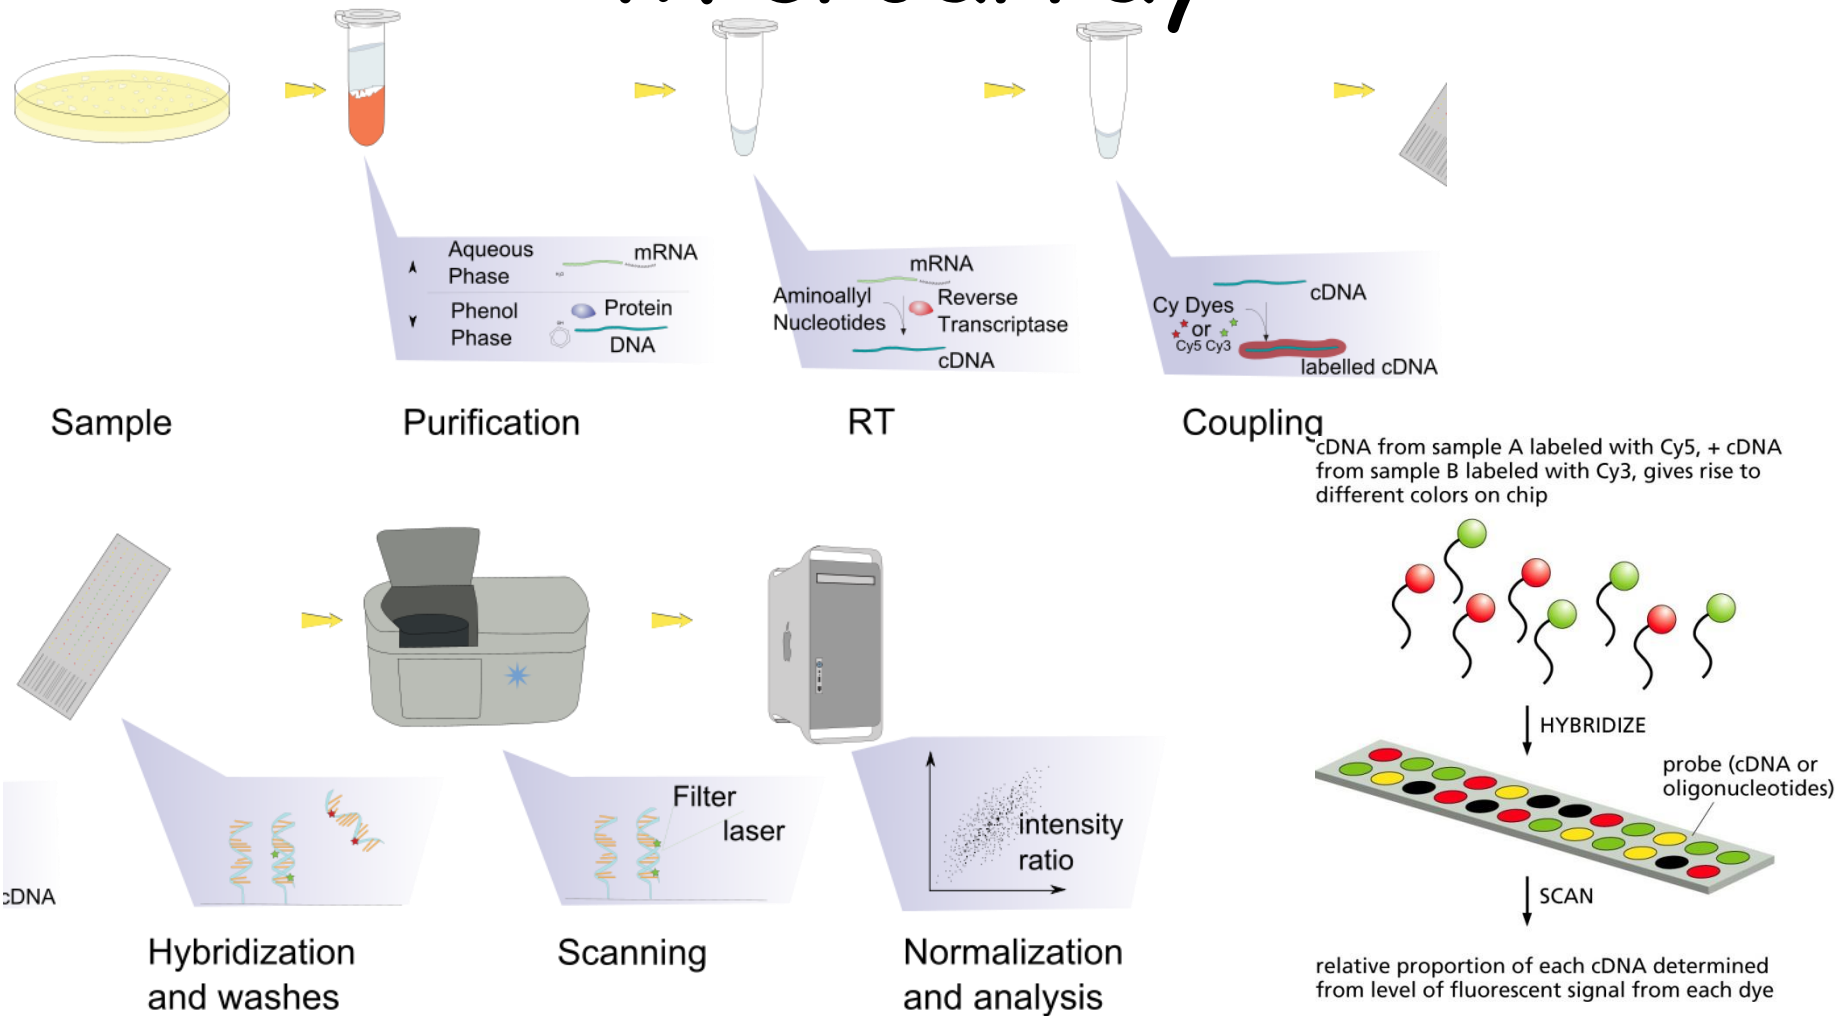 microarray
Aqueous
Phase
mRNA
Phenol
Phase
Protein
DNA
mRNA
Aminoallyl
Nucleotides
Reverse
Transcriptase
cDNA
cDNA
Cy Dyes
or
Cy5 Cy3
labelled cDNA
Sample
Purification
RT
Coupling
cDNA from sample A labeled with Cy5, + cDNA
from sample B labeled with Cy3, gives rise to
different colors on chip
HYBRIDIZE
probe (cDNA or
oligonucleotides)
SCAN
relative proportion of each cDNA determined
from level of fluorescent signal from each dye
cDNA
Filter
laser
intensity
ratio
Hybridization
and washes
Scanning
Normalization
and analysis